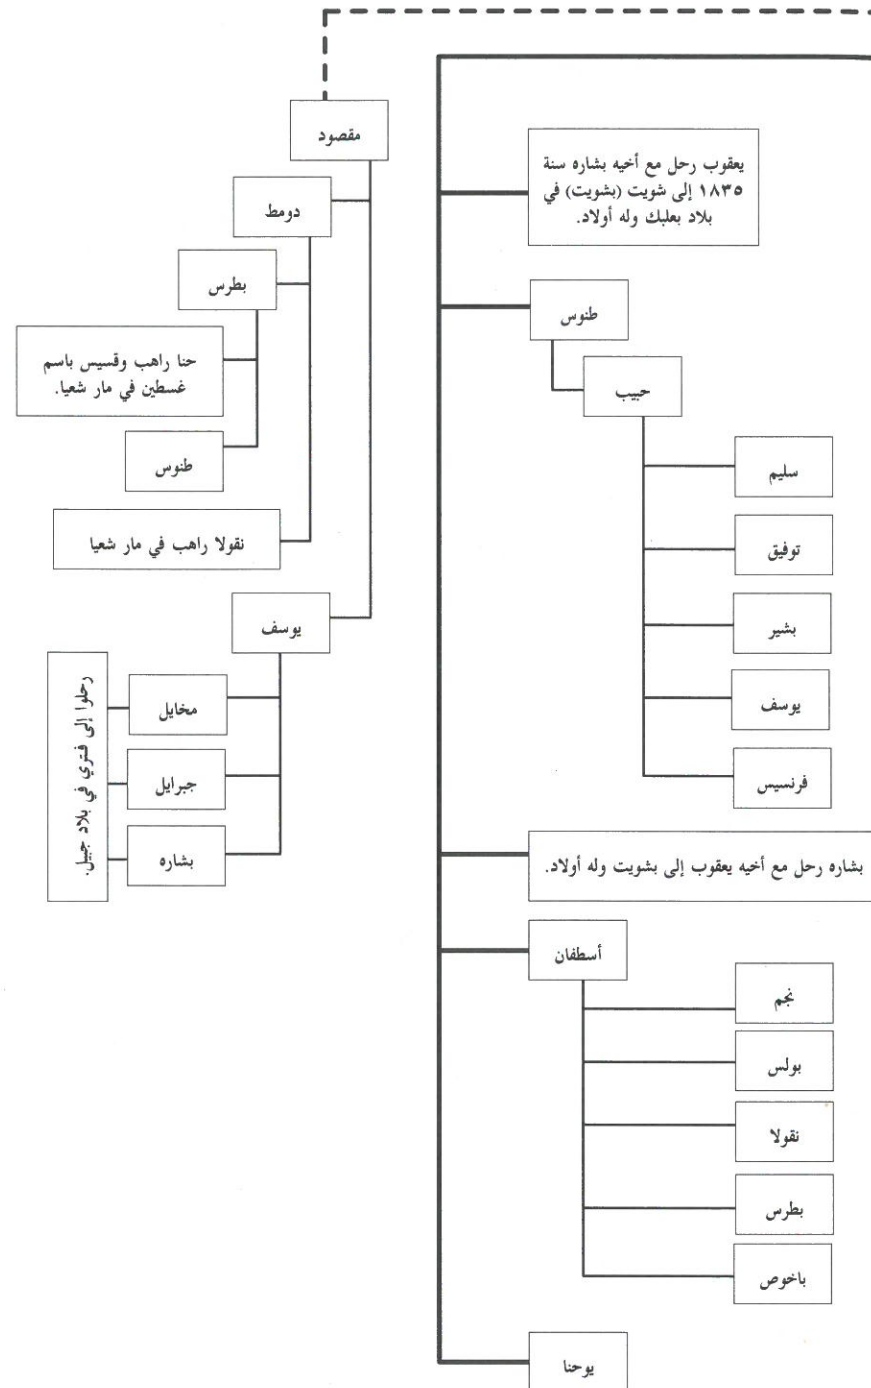 مقصود
دومط
بطرس
حنا راهب وقسيس باسم
غسطين في مار شعيا.
طنوس
نقولا راهب في مار شعيا
يوسف
مخايل
جبرايل
بشاره
رحلوا إلى فتري في بلاد جبيل.
يعقوب رحل مع أخيه بشاره سنة
١٨٣٥ إلى شويت (بشويت) في
بلاد بعلبك وله أولاد.
طنوس
حبيب
سليم
توفيق
بشير
يوسف
فرنسيس
بشاره رحل مع أخيه يعقوب إلى بشويت وله أولاد.
أسطفان
نجم
بولس
نقولا
بطرس
باخوص
يوحنا